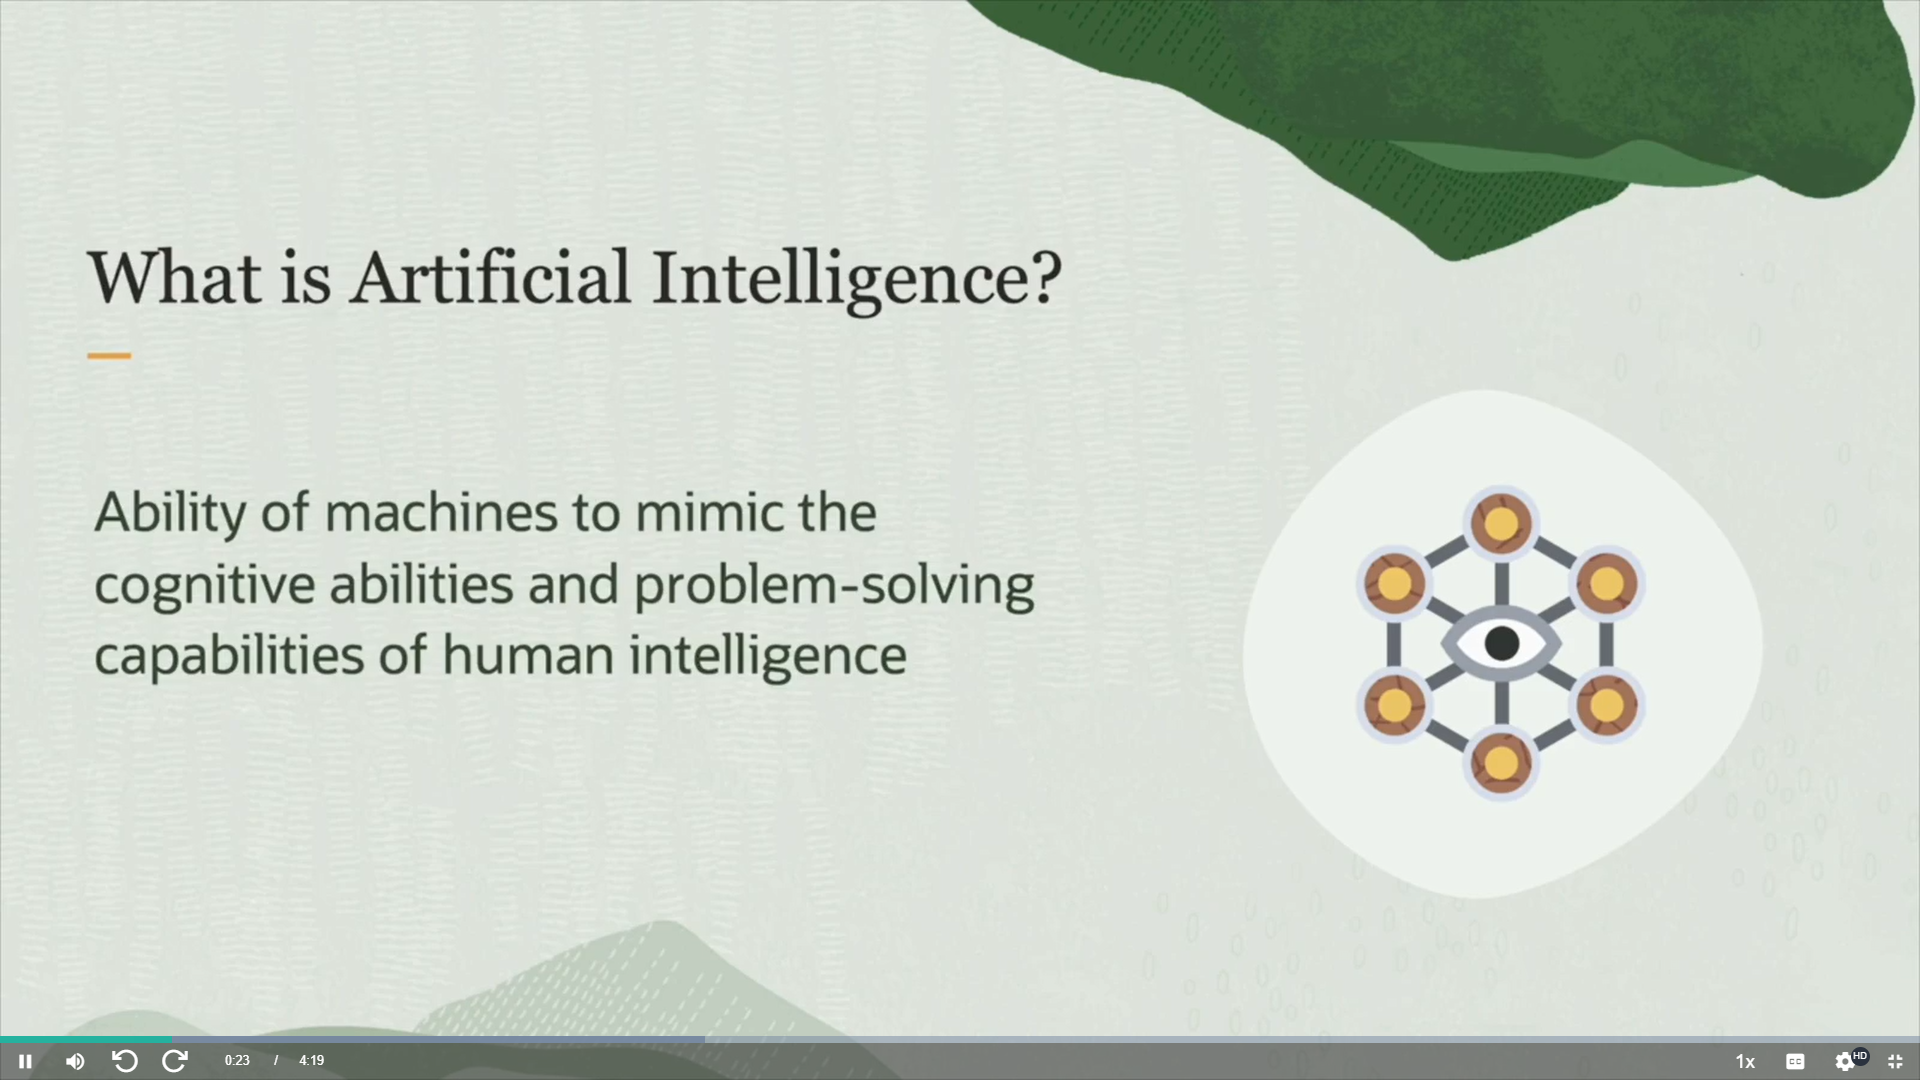 What is Artificial Intelligence?
Ability of machines to mimic the
cognitive abilities and problem-solving
capabilities of human intelligence
0:23 / 4:19 1x CC HD